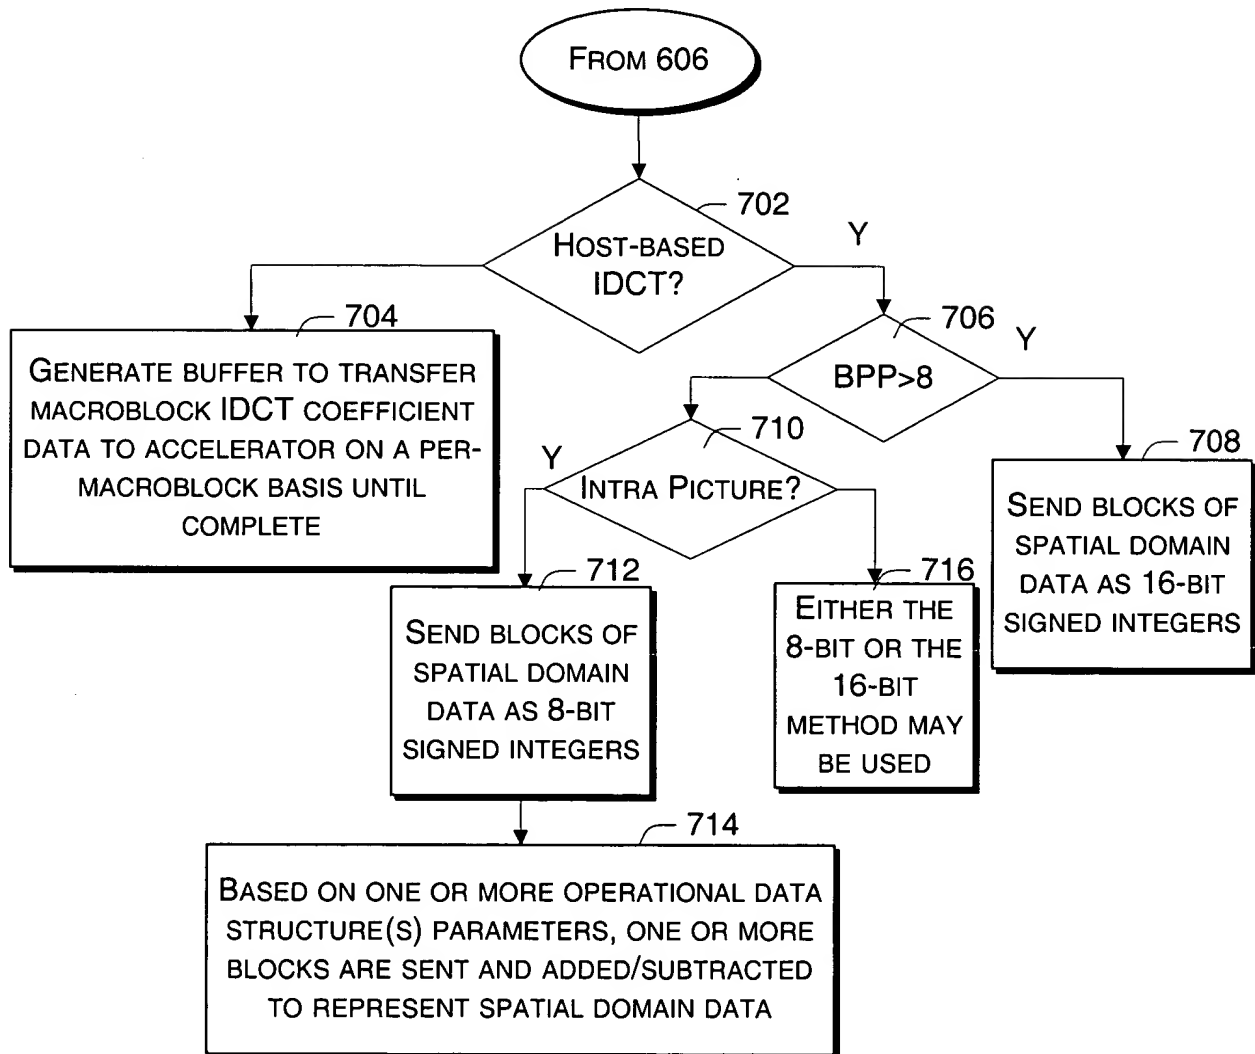 FROM 606
702
Y
HOST-BASED
IDCT?
704
GENERATE BUFFER TO TRANSFER
MACROBLOCK IDCT COEFFICIENT
DATA TO ACCELERATOR ON A PER-
MACROBLOCK BASIS UNTIL
COMPLETE
706
Y
BPP>8
710
Y
INTRA PICTURE?
708
SEND BLOCKS OF
SPATIAL DOMAIN
DATA AS 16-BIT
SIGNED INTEGERS
712
SEND BLOCKS OF
SPATIAL DOMAIN
DATA AS 8-BIT
SIGNED INTEGERS
716
EITHER THE
8-BIT OR THE
16-BIT
METHOD MAY
BE USED
714
BASED ON ONE OR MORE OPERATIONAL DATA
STRUCTURE(S) PARAMETERS, ONE OR MORE
BLOCKS ARE SENT AND ADDED/SUBTRACTED
TO REPRESENT SPATIAL DOMAIN DATA